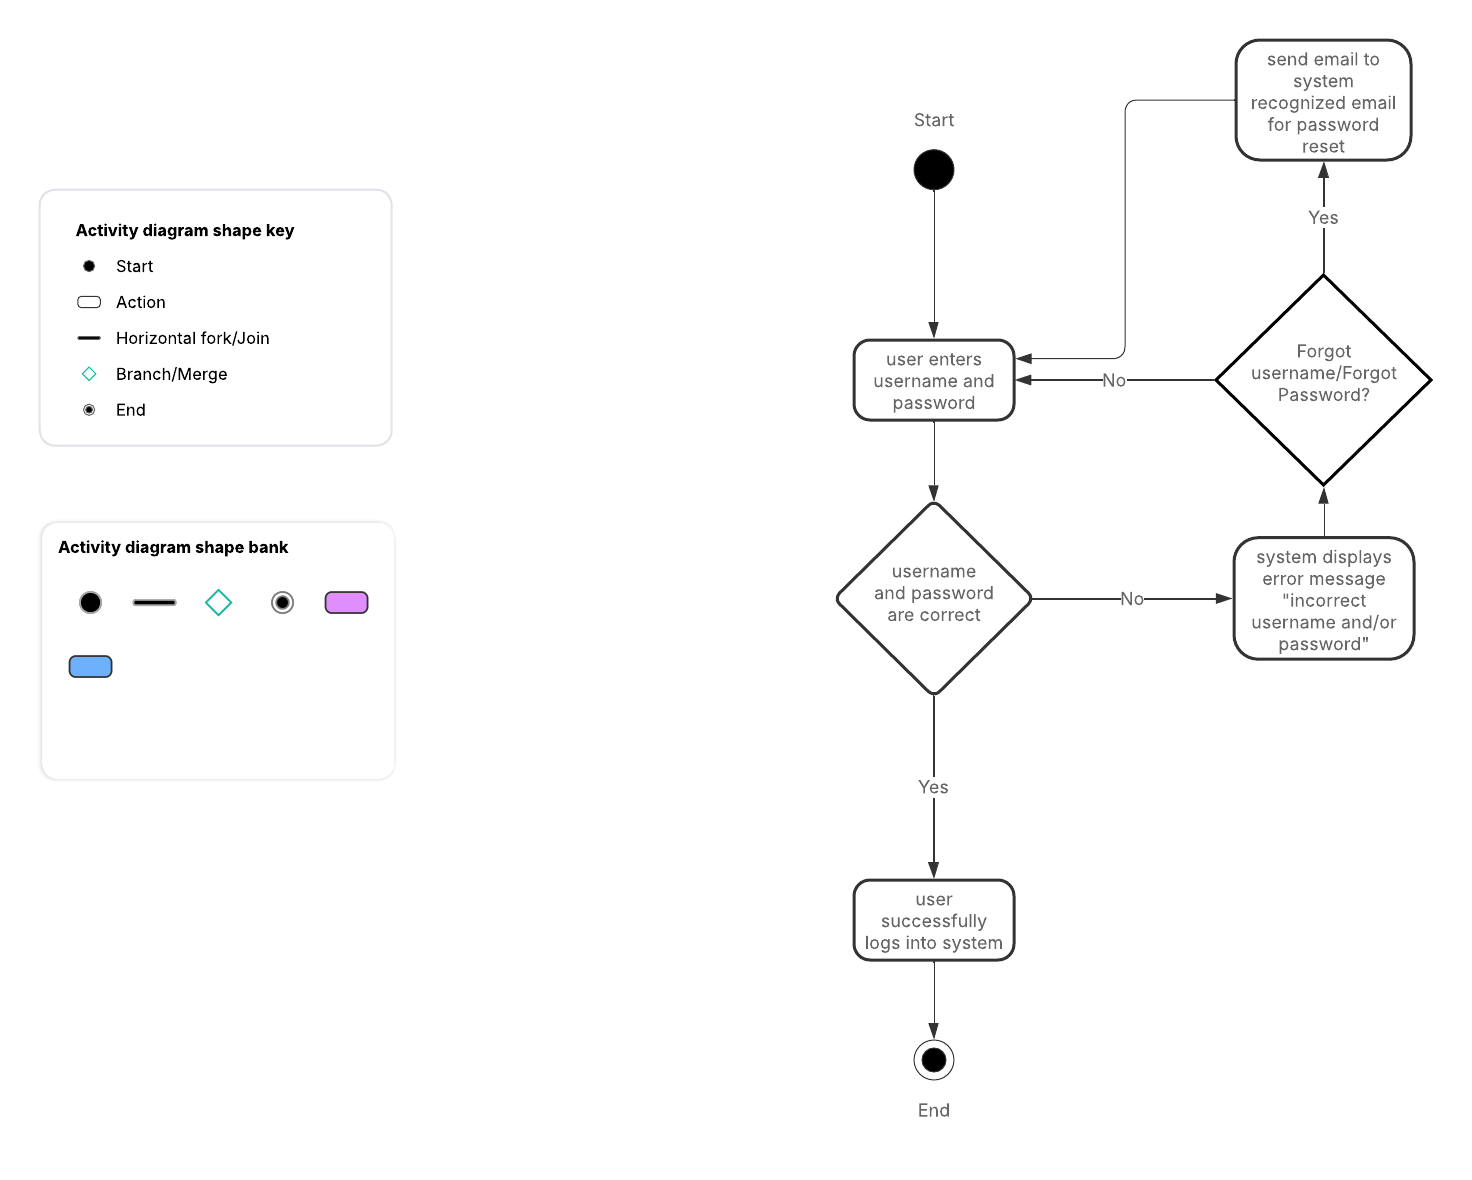 Activity diagram shape key
Start
Action
Horizontal fork/Join
Branch/Merge
End
Activity diagram shape bank
Start
user enters
username and
password
username
and password
are correct
No
Yes
user
successfully
logs into system
End
system displays
error message
"incorrect
username and/or
password"
Forgot
username/Forgot
Password?
No
Yes
send email to
system
recognized email
for password
reset